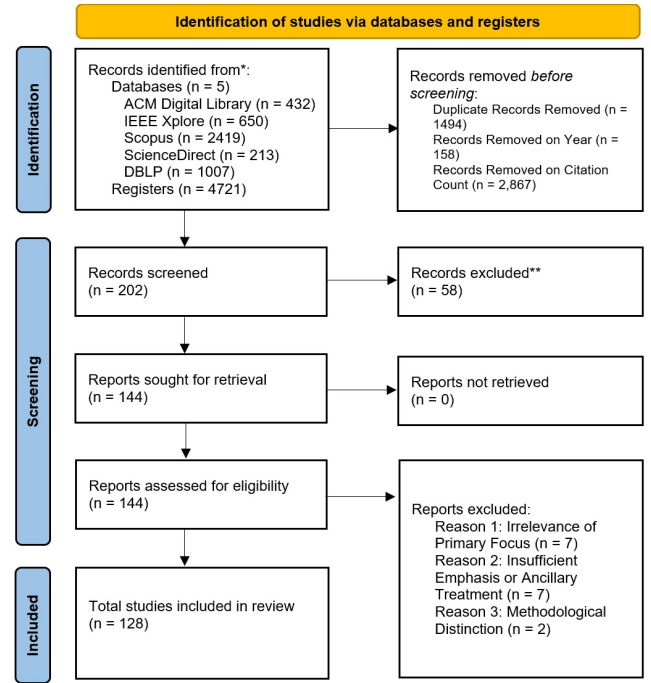 Identification of studies via databases and registers
Identification
Records identified from*:
Databases (n = 5)
ACM Digital Library (n = 432)
IEEE Xplore (n = 650)
Scopus (n = 2419)
ScienceDirect (n = 213)
DBLP (n = 1007)
Registers (n = 4721)
Records removed before
screening:
Duplicate Records Removed (n =
1494)
Records Removed on Year (n =
158)
Records Removed on Citation
Count (n = 2,867)
Screening
Records screened
(n = 202)
Records excluded**
(n = 58)
Reports sought for retrieval
(n = 144)
Reports not retrieved
(n = 0)
Reports assessed for eligibility
(n = 144)
Reports excluded:
Reason 1: Irrelevance of
Primary Focus (n = 7)
Reason 2: Insufficient
Emphasis or Ancillary
Treatment (n = 7)
Reason 3: Methodological
Distinction (n = 2)
Included
Total studies included in review
(n = 128)